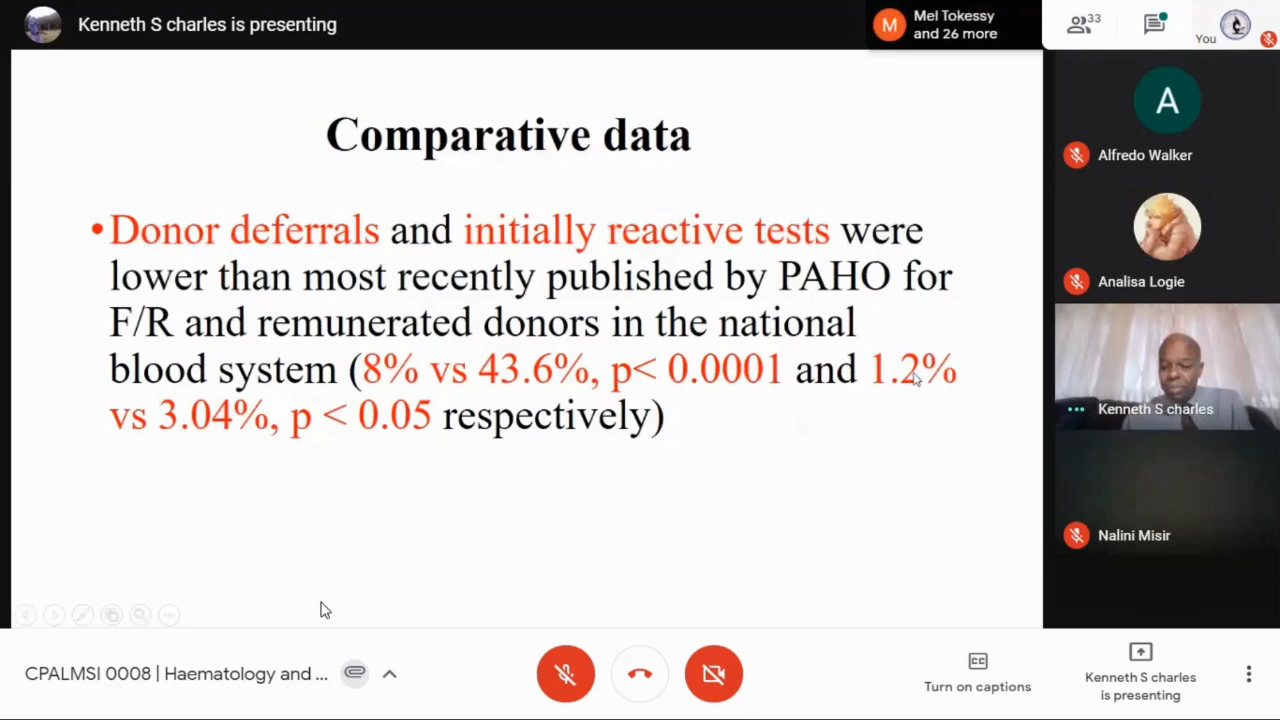 Kenneth S charles is presenting
M
Mel Tokessy
and 26 more
33
You
Comparative data
•Donor deferrals and initially reactive tests were
lower than most recently published by PAHO for
F/R and remunerated donors in the national
blood system (8% vs 43.6%, p< 0.0001 and 1.2%
vs 3.04%, p < 0.05 respectively)
A
Alfredo Walker
Analisa Logie
Kenneth S charles
Nalini Misir
CPALMSI 0008 | Haematology and ...
CC
Turn on captions
Kenneth S charles
is presenting